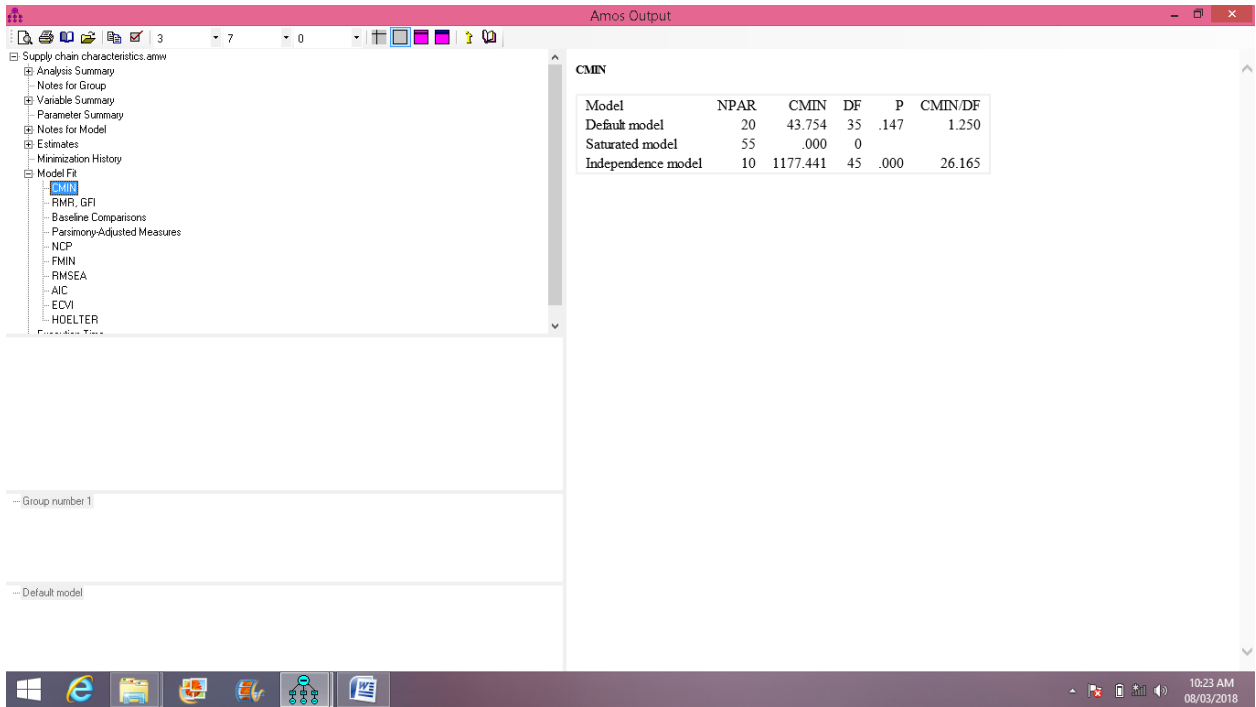 Amos Output
3 7 0
Supply chain characteristics.amw
Analysis Summary
Notes for Group
Variable Summary
Parameter Summary
Notes for Model
Estimates
Minimization History
Model Fit
CMIN
RMR, GFI
Baseline Comparisons
Parsimony-Adjusted Measures
NCP
FMIN
RMSEA
AIC
ECVI
HOELTER
Execution Time
Group number 1
Default model
CMIN
Model NPAR CMIN DF P CMIN/DF
Default model 20 43.754 35 .147 1.250
Saturated model 55 .000 0
Independence model 10 1177.441 45 .000 26.165
10:23 AM
08/03/2018